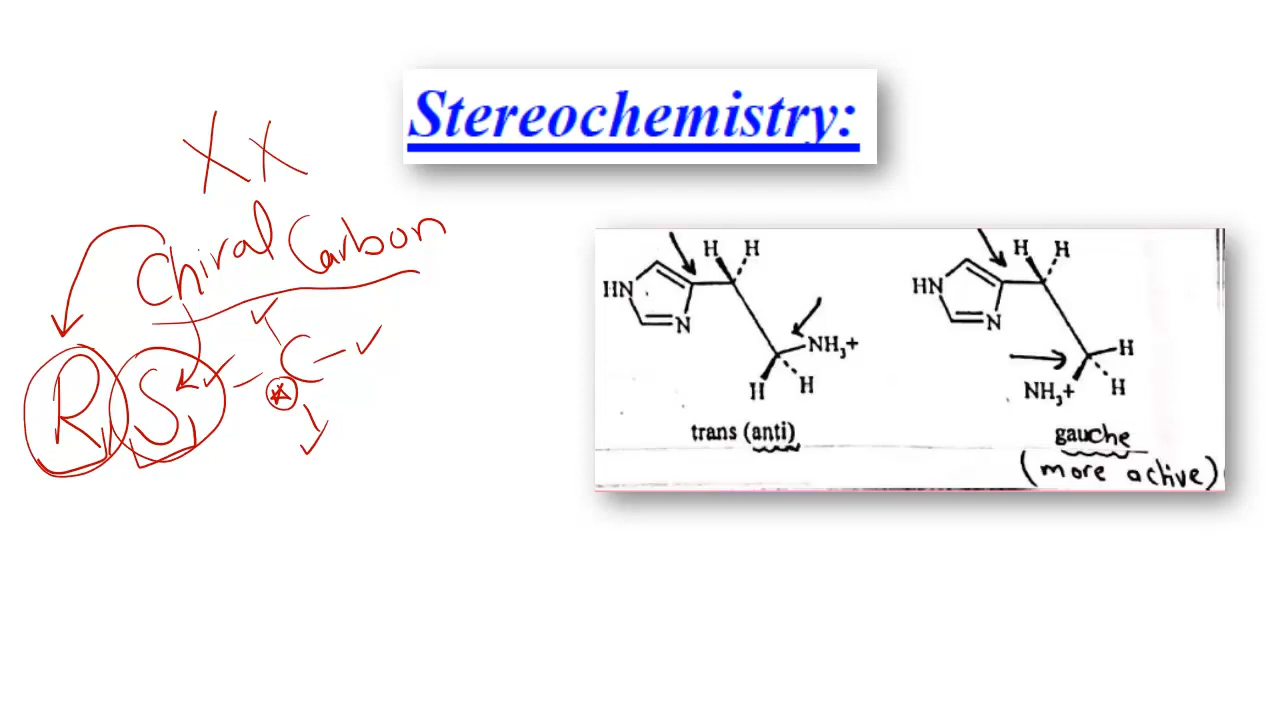 Stereochemistry:
X X
Chiral Carbon
R S
C
H H
HN
N
NH₃+
H H
trans (anti)
H H
HN
N
H
NH₃+ H
gauche
(more active)